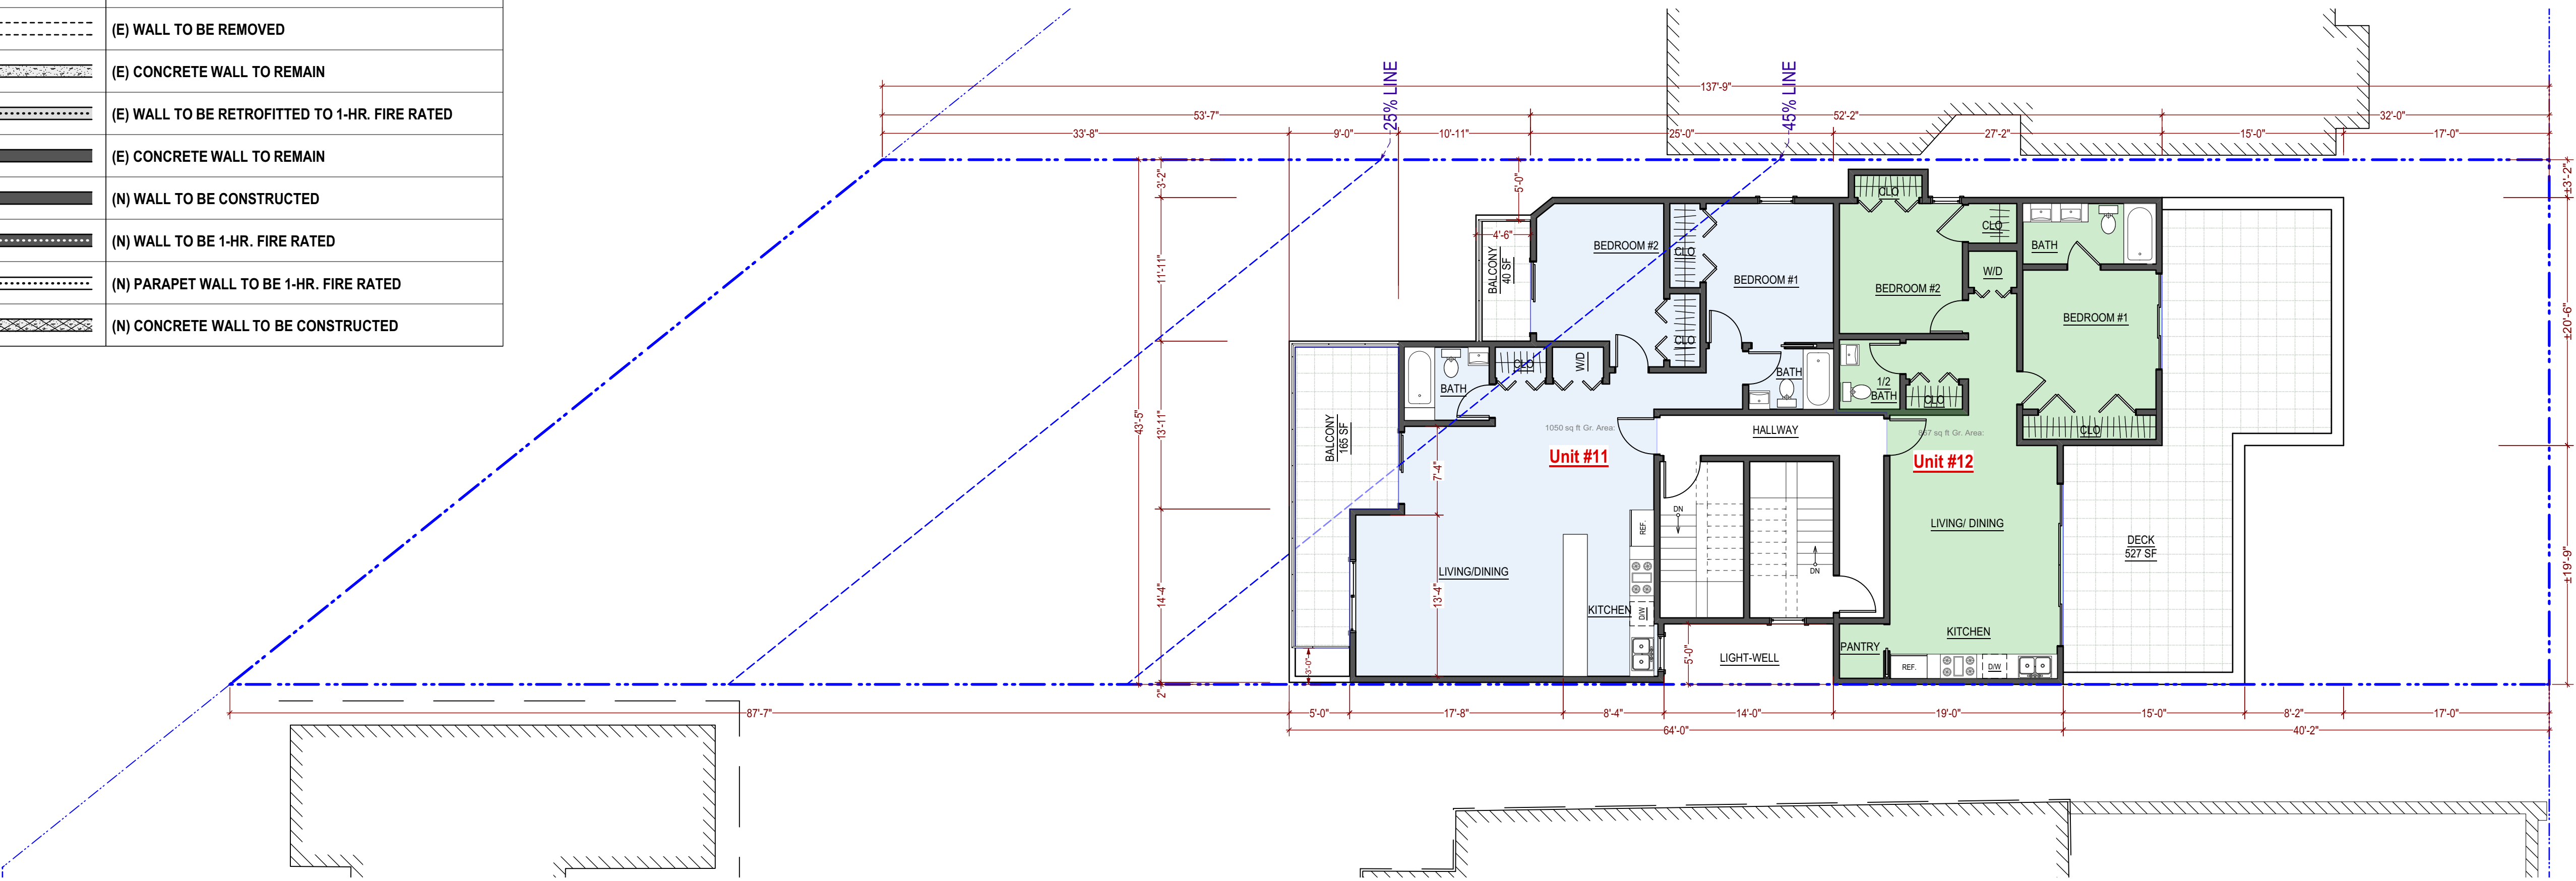 (E) WALL TO BE REMOVED
(E) CONCRETE WALL TO REMAIN
(E) WALL TO BE RETROFITTED TO 1-HR. FIRE RATED
(E) CONCRETE WALL TO REMAIN
(N) WALL TO BE CONSTRUCTED
(N) WALL TO BE 1-HR. FIRE RATED
(N) PARAPET WALL TO BE 1-HR. FIRE RATED
(N) CONCRETE WALL TO BE CONSTRUCTED
25% LINE
45% LINE
137'-9"
53'-7"
52'-2"
32'-0"
33'-8"
9'-0"
10'-11"
25'-0"
27'-2"
15'-0"
17'-0"
3'-2"
11'-11"
43'-5"
13'-11"
14'-4"
2"
5'-0"
4'-6"
BALCONY
40 SF
BEDROOM #2
CLO
CLO
BEDROOM #1
CLO
BEDROOM #2
CLO
W/D
BATH
BEDROOM #1
CLO
±3'-2"
±20'-6"
±19'-9"
BALCONY
165 SF
BATH
CLO
W/D
BATH
1/2
BATH
CLO
1050 sq ft Gr. Area:
Unit #11
HALLWAY
867 sq ft Gr. Area:
Unit #12
7'-4"
13'-4"
LIVING/DINING
REF.
D/W
KITCHEN
DN
DN
LIVING/ DINING
DECK
527 SF
KITCHEN
PANTRY
REF.
D/W
LIGHT-WELL
5'-0"
3'-0"
87'-7"
5'-0"
17'-8"
8'-4"
14'-0"
19'-0"
15'-0"
8'-2"
17'-0"
64'-0"
40'-2"